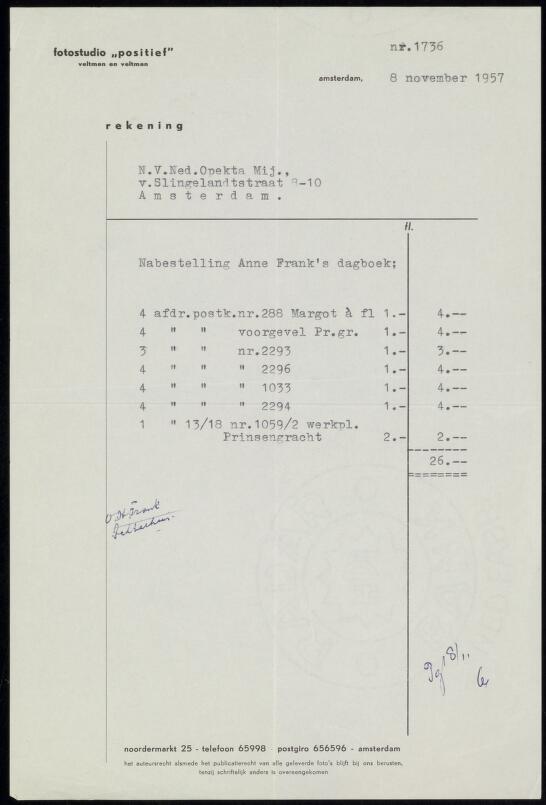 fotostudio „positief"
veltman en veltman
nr.1736
amsterdam, 8 november 1957
rekening
N.V.Ned.Opekta Mij.,
v.Slingelandtstraat 9-10
Amsterdam.
fl.
Nabestelling Anne Frank's dagboek;
4 afdr.postk.nr.288 Margot à fl 1.- 4.--
4 " " voorgevel Pr.gr. 1.- 4.--
3 " " nr.2293 1.- 3.--
4 " " " 2296 1.- 4.--
4 " " " 1033 1.- 4.--
4 " " " 2294 1.- 4.--
1 " 13/18 nr.1059/2 werkpl.
Prinsengracht 2.- 2.--
26.--
Frank
8/11
noordermarkt 25 - telefoon 65998 - postgiro 656596 - amsterdam
het auteursrecht alsmede het publicatierecht van alle geleverde foto's blijft bij ons berusten,
tenzij schriftelijk anders is overeengekomen